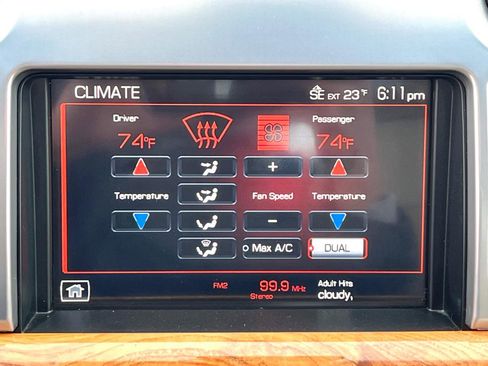 CLIMATE
SE EXT 23°F 6:11pm
Driver
Passenger
74°F
74°F
+
Temperature
Fan Speed
Temperature
−
Max A/C
DUAL
FM2
99.9 MHz
Stereo
Adult Hits
cloudy,